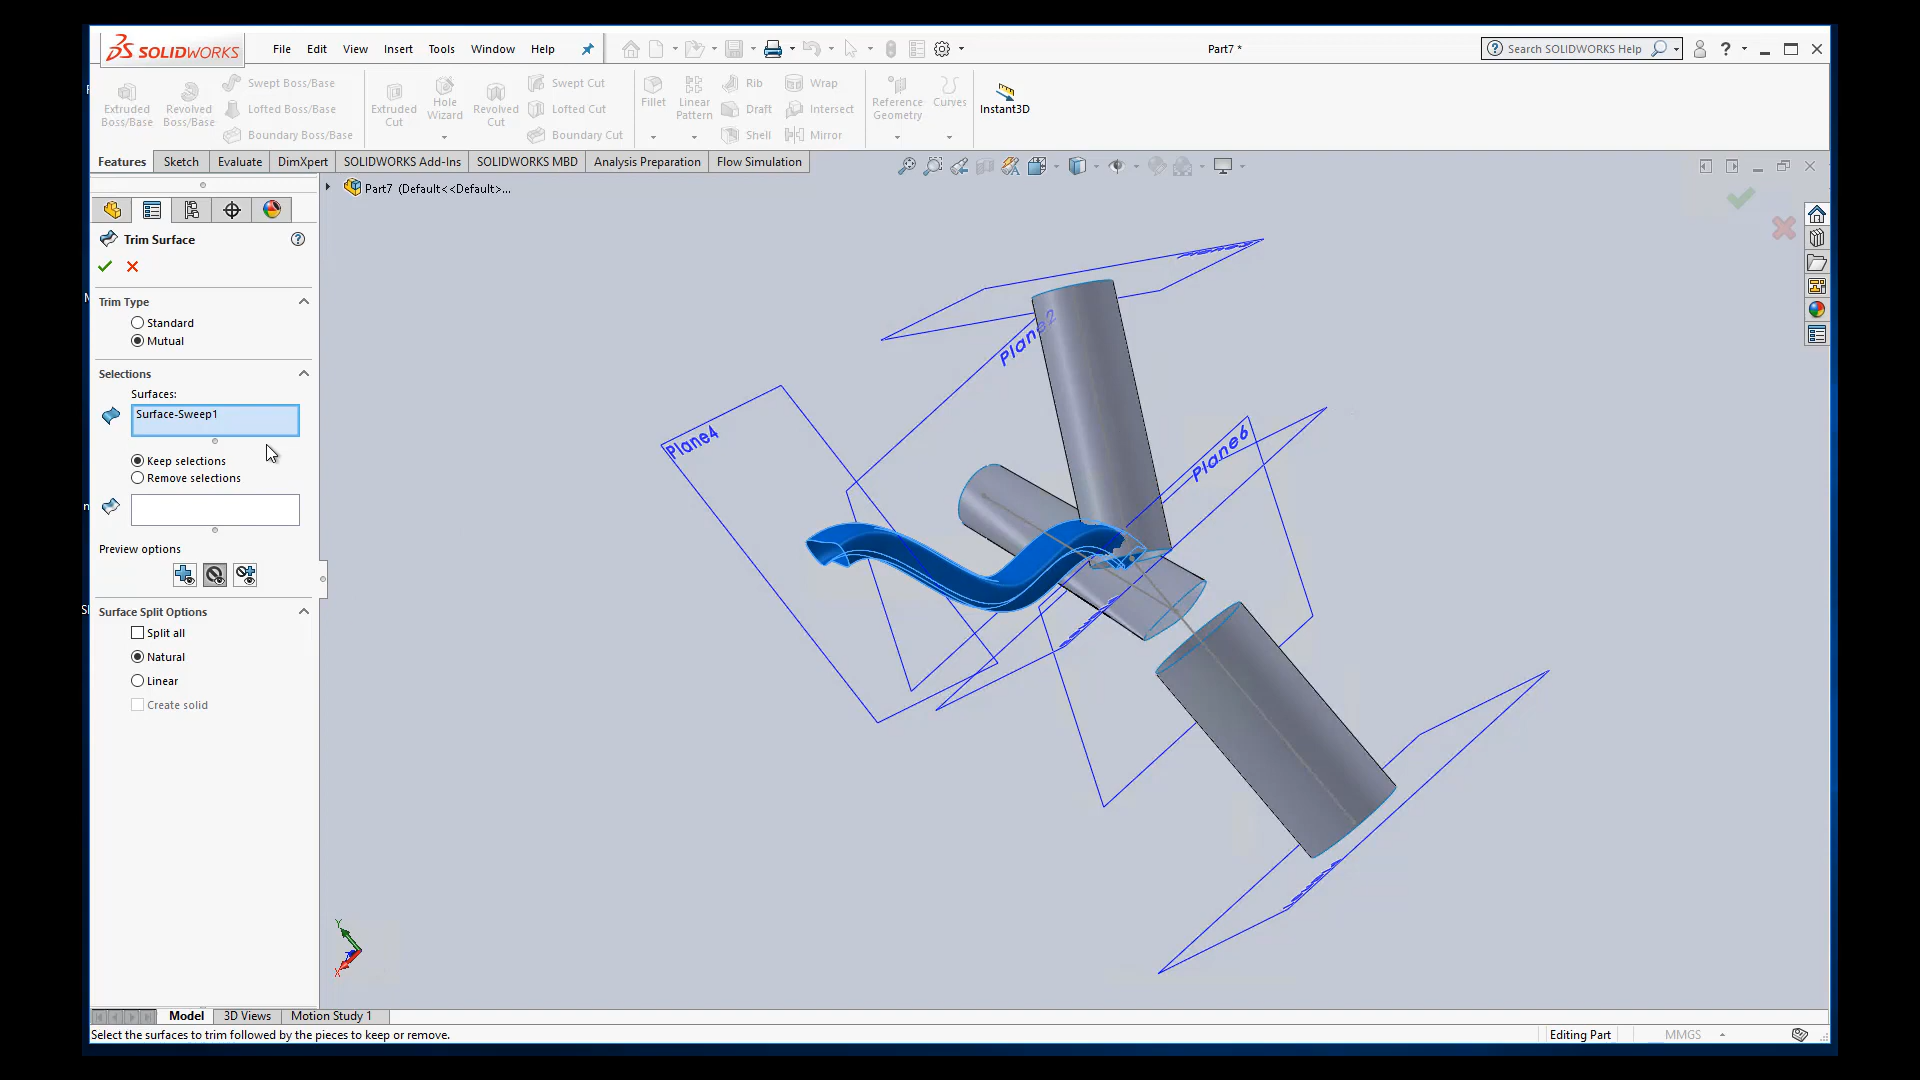 SOLIDWORKS
File Edit View Insert Tools Window Help
Part7 *
Search SOLIDWORKS Help
Extruded Boss/Base
Revolved Boss/Base
Swept Boss/Base
Lofted Boss/Base
Boundary Boss/Base
Extruded Cut
Hole Wizard
Revolved Cut
Swept Cut
Lofted Cut
Boundary Cut
Fillet
Linear Pattern
Rib
Draft
Shell
Wrap
Intersect
Mirror
Reference Geometry
Curves
Instant3D
Features Sketch Evaluate DimXpert SOLIDWORKS Add-Ins SOLIDWORKS MBD Analysis Preparation Flow Simulation
Part7 (Default<<Default>...
Trim Surface
Trim Type
Standard
Mutual
Selections
Surfaces:
Surface-Sweep1
Keep selections
Remove selections
Preview options
Surface Split Options
Split all
Natural
Linear
Create solid
Plane2
Plane4
Plane6
Y
X
Model 3D Views Motion Study 1
Select the surfaces to trim followed by the pieces to keep or remove.
Editing Part
MMGS